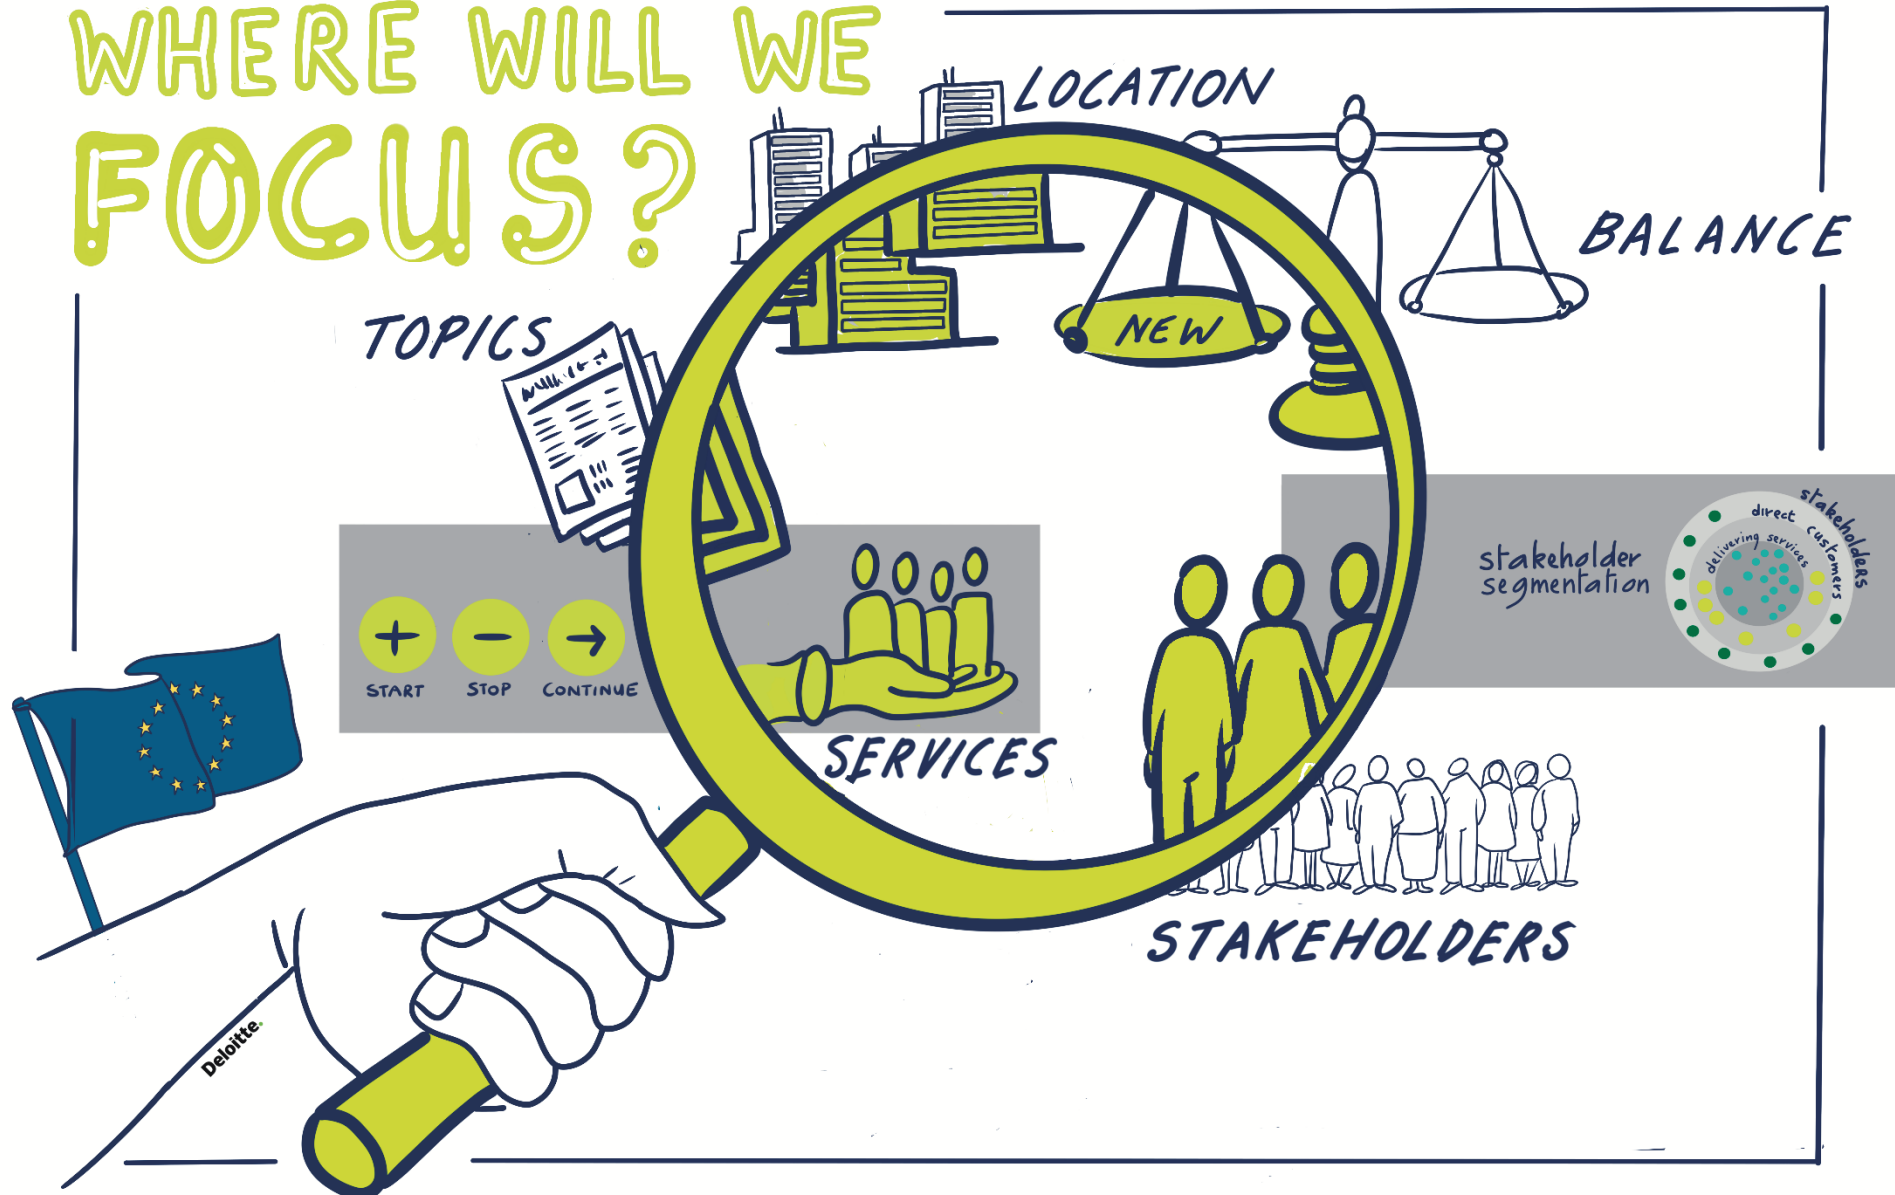 WHERE WILL WE
FOCUS?
LOCATION
BALANCE
TOPICS
NEW
START
STOP
CONTINUE
SERVICES
stakeholder
segmentation
stakeholders
direct customers
delivering services
STAKEHOLDERS
Deloitte.